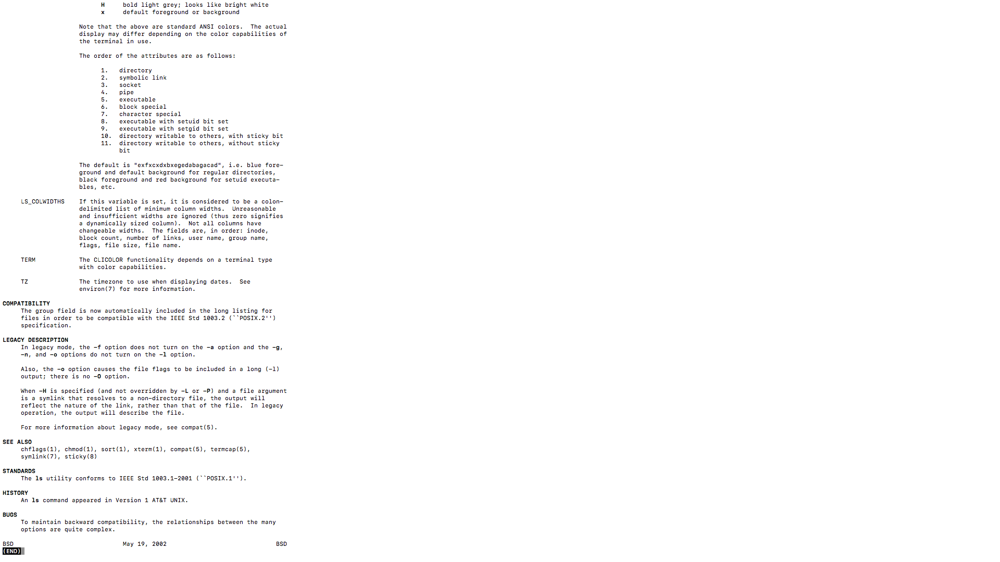 H     bold light grey; looks like bright white
x     default foreground or background
Note that the above are standard ANSI colors.  The actual
display may differ depending on the color capabilities of
the terminal in use.
The order of the attributes are as follows:
1.   directory
2.   symbolic link
3.   socket
4.   pipe
5.   executable
6.   block special
7.   character special
8.   executable with setuid bit set
9.   executable with setgid bit set
10.  directory writable to others, with sticky bit
11.  directory writable to others, without sticky
bit
The default is "exfxcxdxbxegedabagacad", i.e. blue fore-
ground and default background for regular directories,
black foreground and red background for setuid executa-
bles, etc.
LS_COLWIDTHS    If this variable is set, it is considered to be a colon-
delimited list of minimum column widths.  Unreasonable
and insufficient widths are ignored (thus zero signifies
a dynamically sized column).  Not all columns have
changeable widths.  The fields are, in order: inode,
block count, number of links, user name, group name,
flags, file size, file name.
TERM            The CLICOLOR functionality depends on a terminal type
with color capabilities.
TZ              The timezone to use when displaying dates.  See
environ(7) for more information.
COMPATIBILITY
The group field is now automatically included in the long listing for
files in order to be compatible with the IEEE Std 1003.2 (``POSIX.2'')
specification.
LEGACY DESCRIPTION
In legacy mode, the -f option does not turn on the -a option and the -g,
-n, and -o options do not turn on the -l option.
Also, the -o option causes the file flags to be included in a long (-l)
output; there is no -O option.
When -H is specified (and not overridden by -L or -P) and a file argument
is a symlink that resolves to a non-directory file, the output will
reflect the nature of the link, rather than that of the file.  In legacy
operation, the output will describe the file.
For more information about legacy mode, see compat(5).
SEE ALSO
chflags(1), chmod(1), sort(1), xterm(1), compat(5), termcap(5),
symlink(7), sticky(8)
STANDARDS
The ls utility conforms to IEEE Std 1003.1-2001 (``POSIX.1'').
HISTORY
An ls command appeared in Version 1 AT&T UNIX.
BUGS
To maintain backward compatibility, the relationships between the many
options are quite complex.
BSD                              May 19, 2002                              BSD
(END)